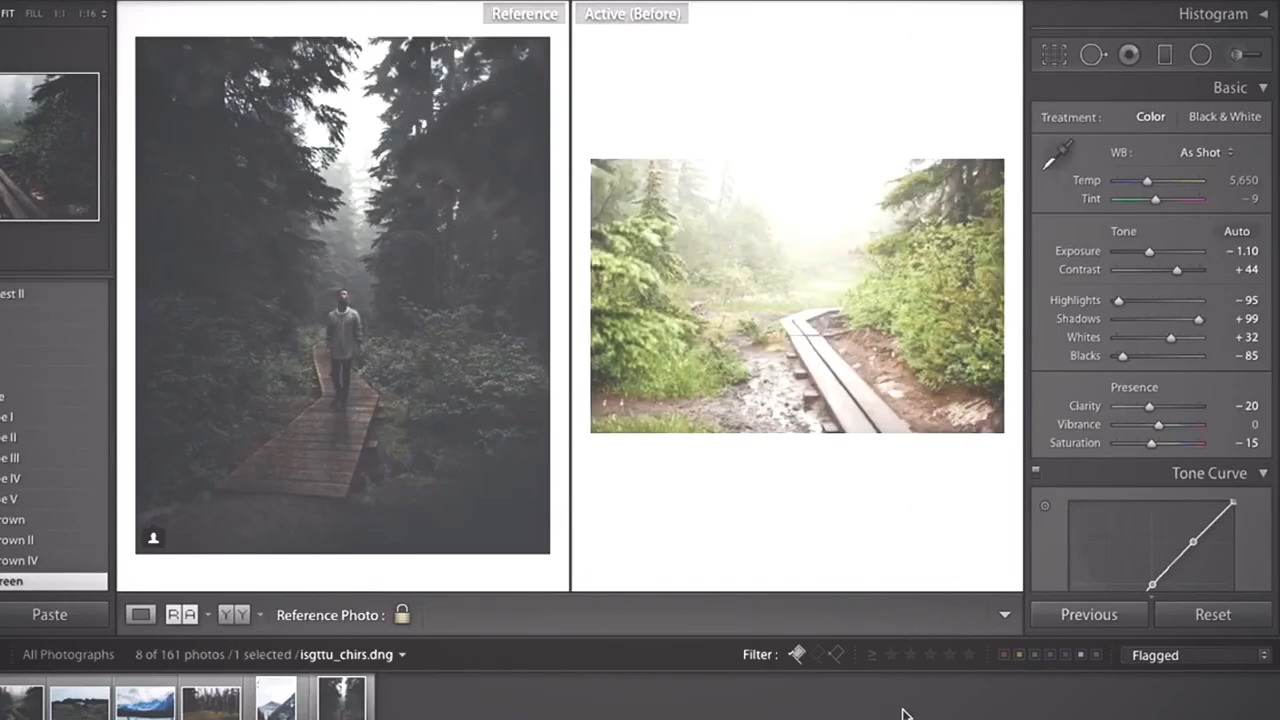 FIT FILL 1:1 1:16
Reference
Active (Before)
Histogram
Basic
Treatment : Color Black & White
WB : As Shot
Temp 5,650
Tint – 9
Tone Auto
Exposure – 1.10
Contrast + 44
Highlights – 95
Shadows + 99
Whites + 32
Blacks – 85
Presence
Clarity – 20
Vibrance 0
Saturation – 15
Tone Curve
est II
e
e I
e II
e III
e IV
e V
rown
rown II
rown IV
reen
Paste
R A Y Y Reference Photo :
Previous Reset
All Photographs 8 of 161 photos / 1 selected / isgttu_chirs.dng
Filter : ≥ Flagged